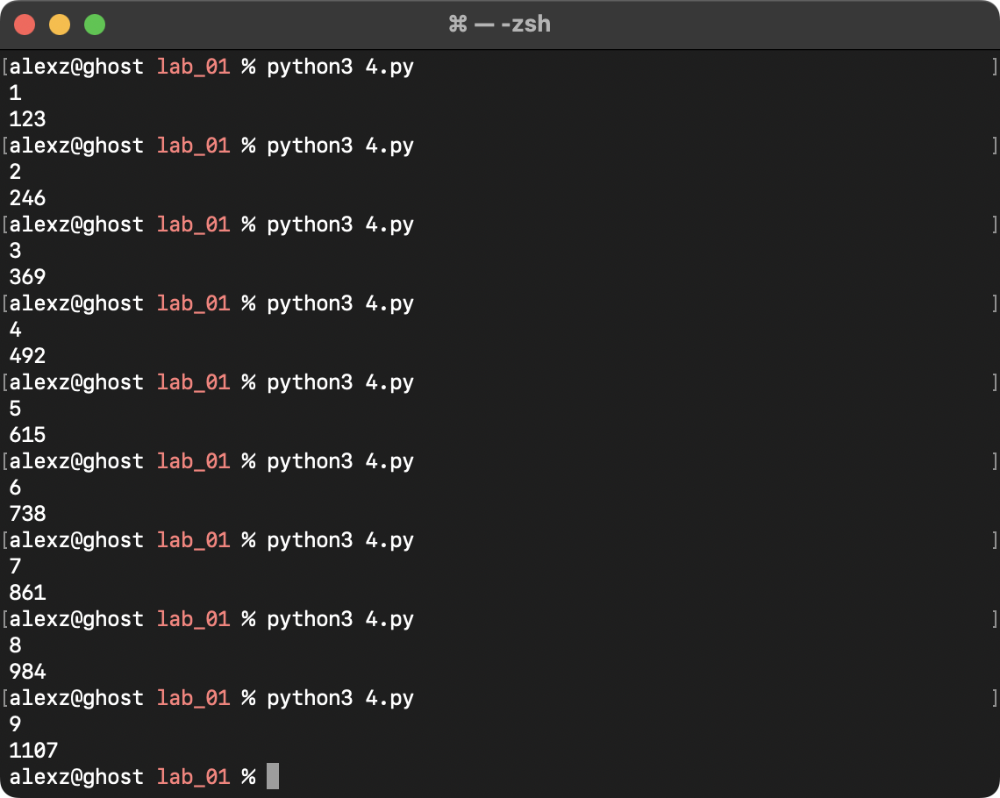 ⌘ — -zsh
[alexz@ghost lab_01 % python3 4.py ]
1
123
[alexz@ghost lab_01 % python3 4.py ]
2
246
[alexz@ghost lab_01 % python3 4.py ]
3
369
[alexz@ghost lab_01 % python3 4.py ]
4
492
[alexz@ghost lab_01 % python3 4.py ]
5
615
[alexz@ghost lab_01 % python3 4.py ]
6
738
[alexz@ghost lab_01 % python3 4.py ]
7
861
[alexz@ghost lab_01 % python3 4.py ]
8
984
[alexz@ghost lab_01 % python3 4.py ]
9
1107
alexz@ghost lab_01 %